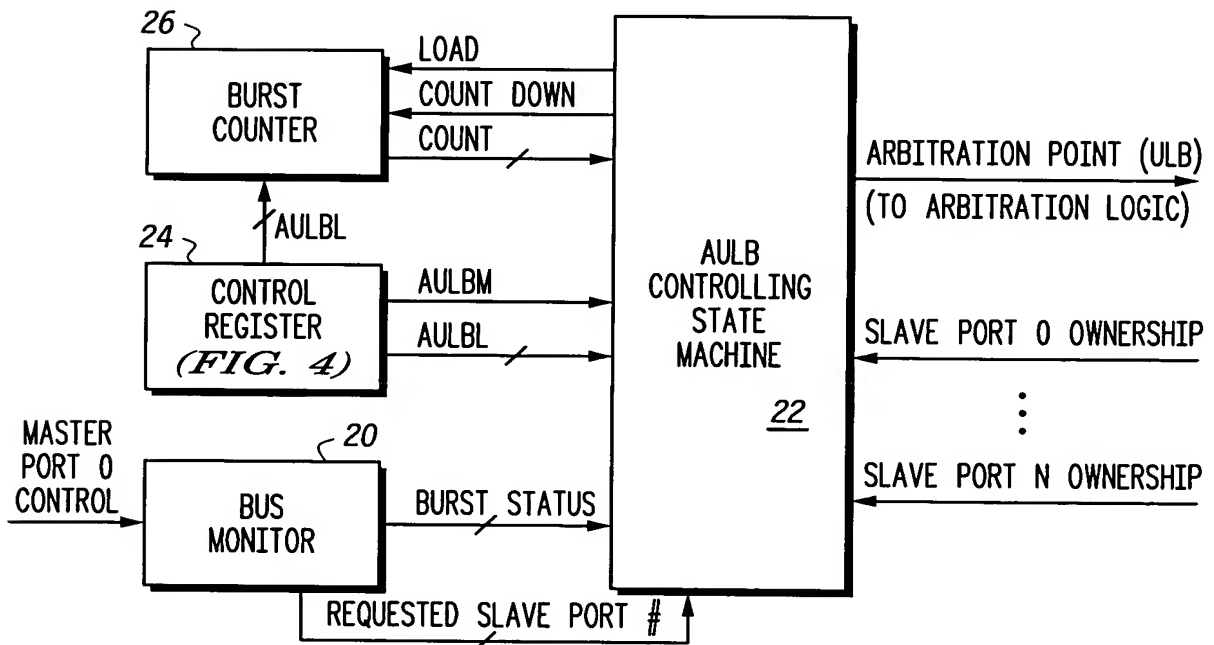 26
BURST
COUNTER
LOAD
COUNT DOWN
COUNT
AULBL
24
CONTROL
REGISTER
(FIG. 4)
AULBM
AULBL
MASTER
PORT 0
CONTROL
20
BUS
MONITOR
BURST STATUS
REQUESTED SLAVE PORT #
AULB
CONTROLLING
STATE
MACHINE
22
ARBITRATION POINT (ULB)
(TO ARBITRATION LOGIC)
SLAVE PORT 0 OWNERSHIP
SLAVE PORT N OWNERSHIP